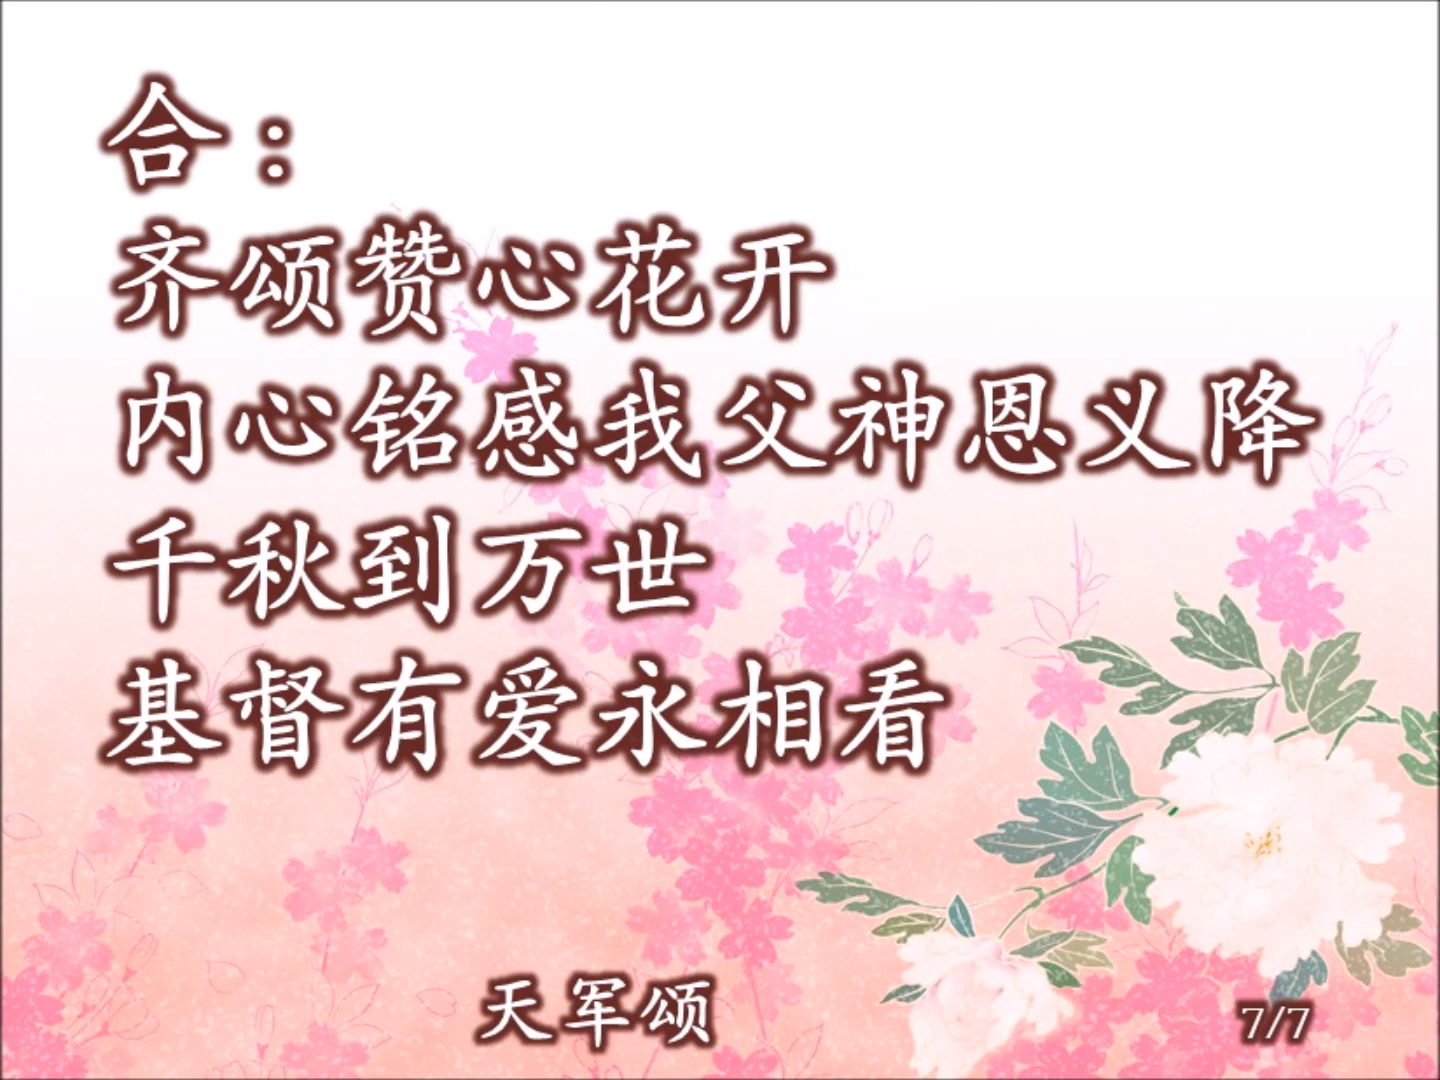 合：
齐颂赞心花开
内心铭感我父神恩义降
千秋到万世
基督有爱永相看
天军颂
7/7